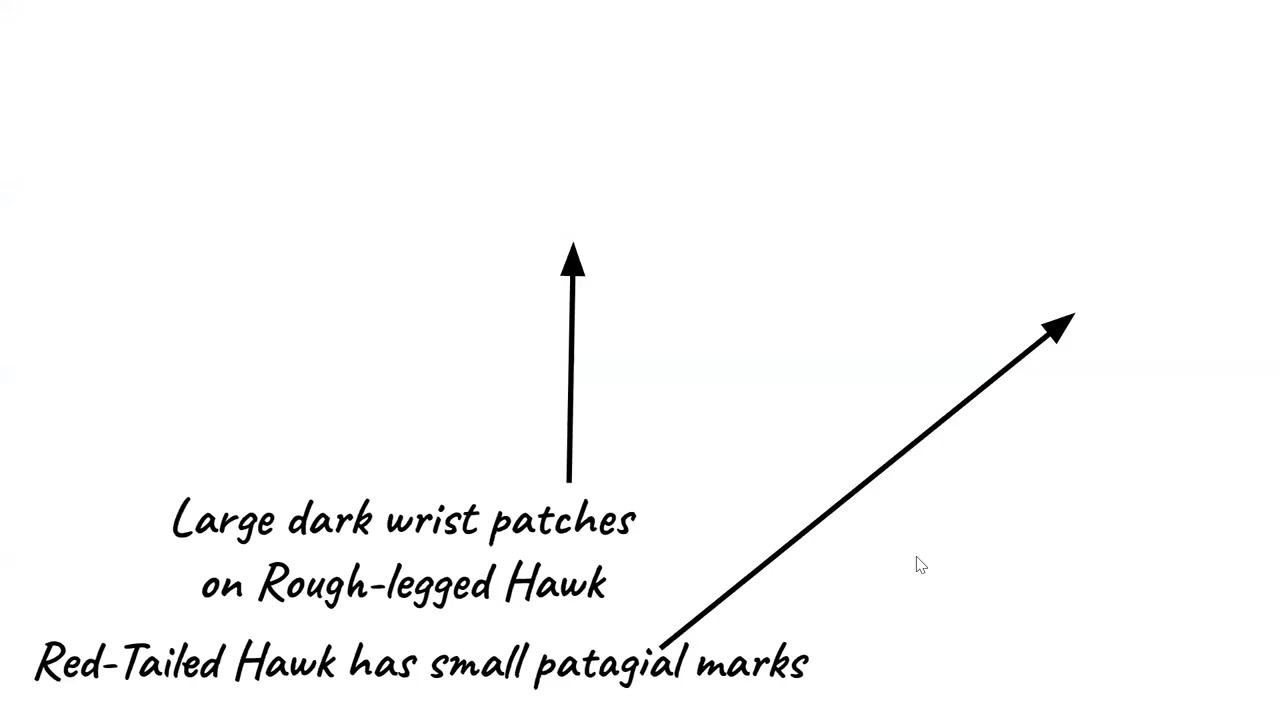 Large dark wrist patches
on Rough-legged Hawk
Red-Tailed Hawk has small patagial marks